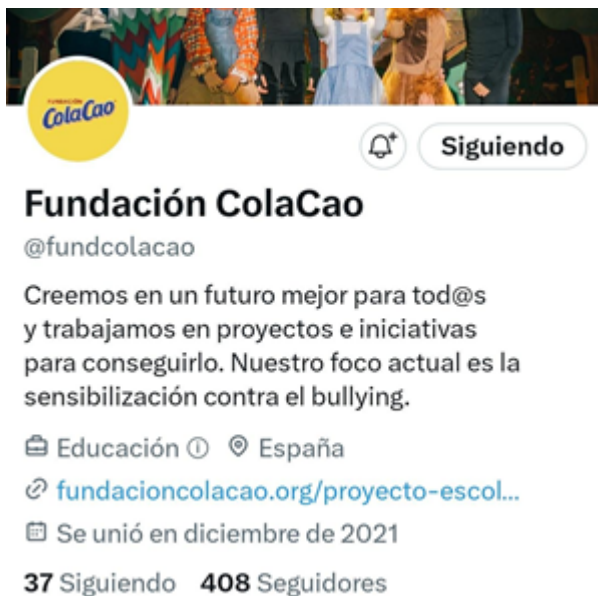 FUNDACIÓN
ColaCao
Siguiendo
Fundación ColaCao
@fundcolacao
Creemos en un futuro mejor para tod@s
y trabajamos en proyectos e iniciativas
para conseguirlo. Nuestro foco actual es la
sensibilización contra el bullying.
Educación España
fundacioncolacao.org/proyecto-escol...
Se unió en diciembre de 2021
37 Siguiendo 408 Seguidores